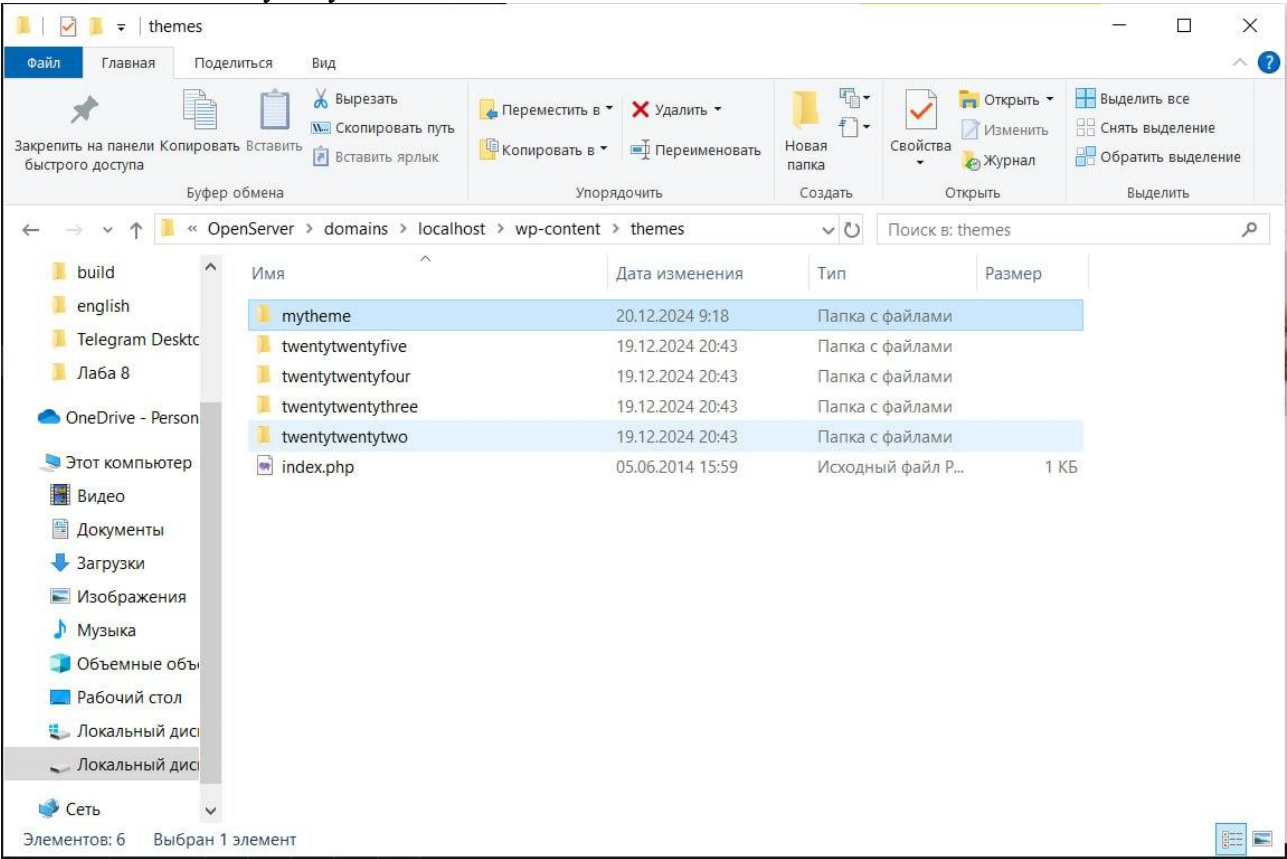 themes
Файл Главная Поделиться Вид
Закрепить на панели быстрого доступа
Копировать
Вставить
Вырезать
Скопировать путь
Вставить ярлык
Буфер обмена
Переместить в
Копировать в
Удалить
Переименовать
Упорядочить
Новая папка
Создать
Свойства
Открыть
Изменить
Журнал
Открыть
Выделить все
Снять выделение
Обратить выделение
Выделить
« OpenServer > domains > localhost > wp-content > themes
Поиск в: themes
build
english
Telegram Deskto
Лаба 8
OneDrive - Person
Этот компьютер
Видео
Документы
Загрузки
Изображения
Музыка
Объемные объ
Рабочий стол
Локальный дис
Локальный дис
Сеть
Имя Дата изменения Тип Размер
mytheme 20.12.2024 9:18 Папка с файлами
twentytwentyfive 19.12.2024 20:43 Папка с файлами
twentytwentyfour 19.12.2024 20:43 Папка с файлами
twentytwentythree 19.12.2024 20:43 Папка с файлами
twentytwentytwo 19.12.2024 20:43 Папка с файлами
index.php 05.06.2014 15:59 Исходный файл P... 1 КБ
Элементов: 6 Выбран 1 элемент